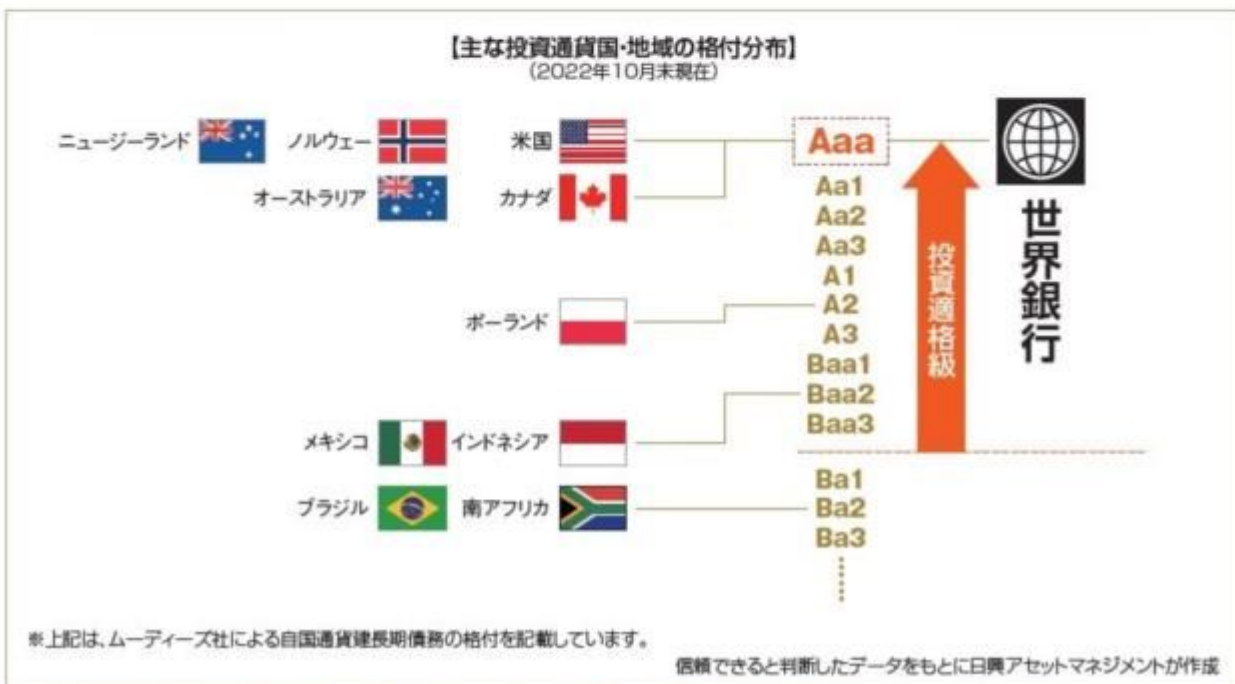 【主な投資通貨国・地域の格付分布】
（2022年10月末現在）
ニュージーランド ノルウェー 米国 Aaa
オーストラリア カナダ
Aa1
Aa2
Aa3
A1
ポーランド A2
A3
Baa1
メキシコ インドネシア Baa2
Baa3
Ba1
ブラジル 南アフリカ Ba2
Ba3
投資適格級
世界銀行
※上記は、ムーディーズ社による自国通貨建長期債務の格付を記載しています。
信頼できると判断したデータをもとに日興アセットマネジメントが作成